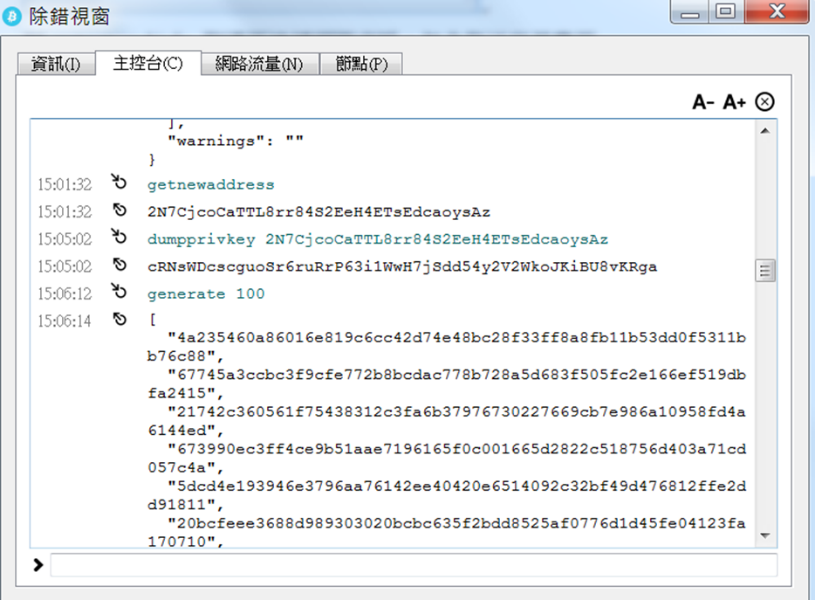 除錯視窗
資訊(I) 主控台(C) 網路流量(N) 節點(P)
A- A+
],
"warnings": ""
}
15:01:32 getnewaddress
15:01:32 2N7CjcoCaTTL8rr84S2EeH4ETsEdcaoysAz
15:05:02 dumpprivkey 2N7CjcoCaTTL8rr84S2EeH4ETsEdcaoysAz
15:05:02 cRNsWDcscguoSr6ruRrP63i1WwH7jSdd54y2V2WkoJKiBU8vKRga
15:06:12 generate 100
15:06:14 [
"4a235460a86016e819c6cc42d74e48bc28f33ff8a8fb11b53dd0f5311b
b76c88",
"67745a3ccbc3f9cfe772b8bcdac778b728a5d683f505fc2e166ef519db
fa2415",
"21742c360561f75438312c3fa6b37976730227669cb7e986a10958fd4a
6144ed",
"673990ec3ff4ce9b51aae7196165f0c001665d2822c518756d403a71cd
057c4a",
"5dcd4e193946e3796aa76142ee40420e6514092c32bf49d476812ffe2d
d91811",
"20bcfeee3688d989303020bcbc635f2bdd8525af0776d1d45fe04123fa
170710",